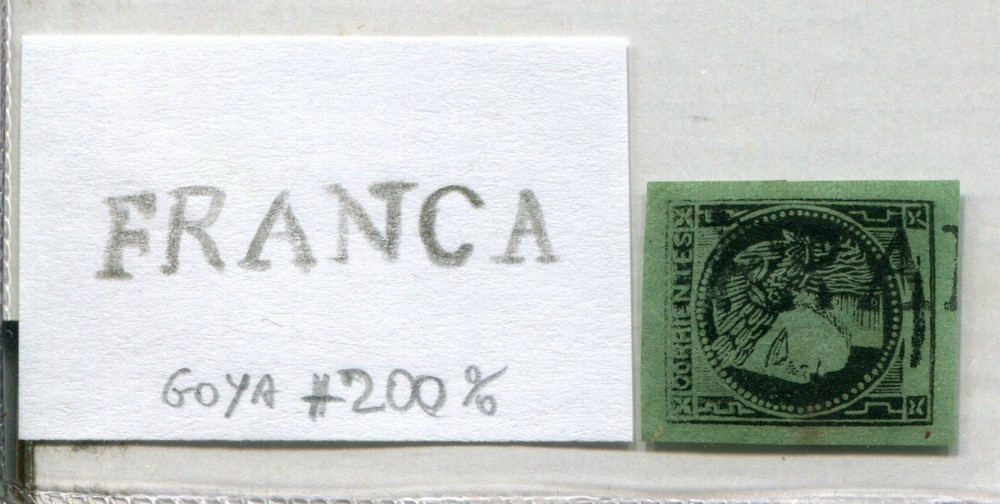 FRANCA
GOYA #200%
CORRIENTES